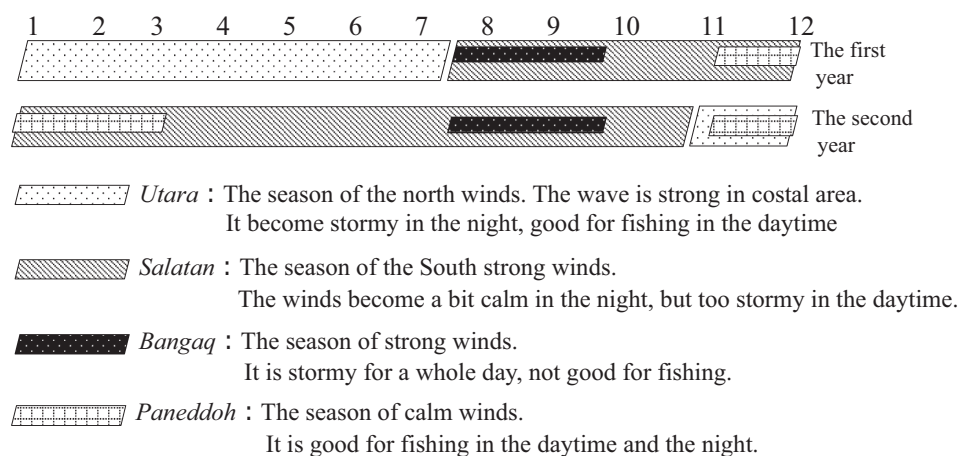 1 2 3 4 5 6 7 8 9 10 11 12
The first
year
The second
year
Utara : The season of the north winds. The wave is strong in costal area.
It become stormy in the night, good for fishing in the daytime
Salatan : The season of the South strong winds.
The winds become a bit calm in the night, but too stormy in the daytime.
Bangaq : The season of strong winds.
It is stormy for a whole day, not good for fishing.
Paneddoh : The season of calm winds.
It is good for fishing in the daytime and the night.